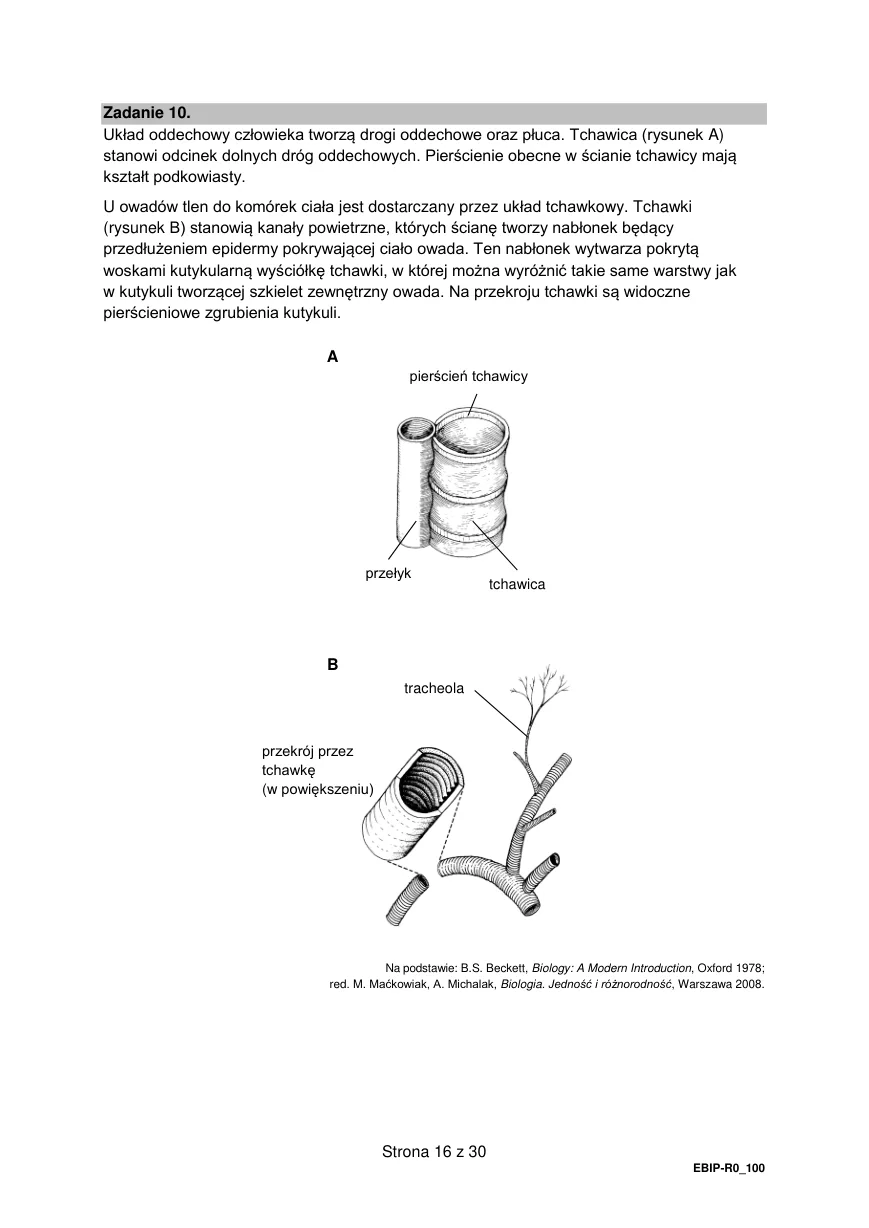 Zadanie 10.
Układ oddechowy człowieka tworzą drogi oddechowe oraz płuca. Tchawica (rysunek A)
stanowi odcinek dolnych dróg oddechowych. Pierścienie obecne w ścianie tchawicy mają
kształt podkowiasty.
U owadów tlen do komórek ciała jest dostarczany przez układ tchawkowy. Tchawki
(rysunek B) stanowią kanały powietrzne, których ścianę tworzy nabłonek będący
przedłużeniem epidermy pokrywającej ciało owada. Ten nabłonek wytwarza pokrytą
woskami kutykularną wyściółkę tchawki, w której można wyróżnić takie same warstwy jak
w kutykuli tworzącej szkielet zewnętrzny owada. Na przekroju tchawki są widoczne
pierścieniowe zgrubienia kutykuli.
A
pierścień tchawicy
przełyk
tchawica
B
tracheola
przekrój przez
tchawkę
(w powiększeniu)
Na podstawie: B.S. Beckett, Biology: A Modern Introduction, Oxford 1978;
red. M. Maćkowiak, A. Michalak, Biologia. Jedność i różnorodność, Warszawa 2008.
Strona 16 z 30
EBIP-R0_100